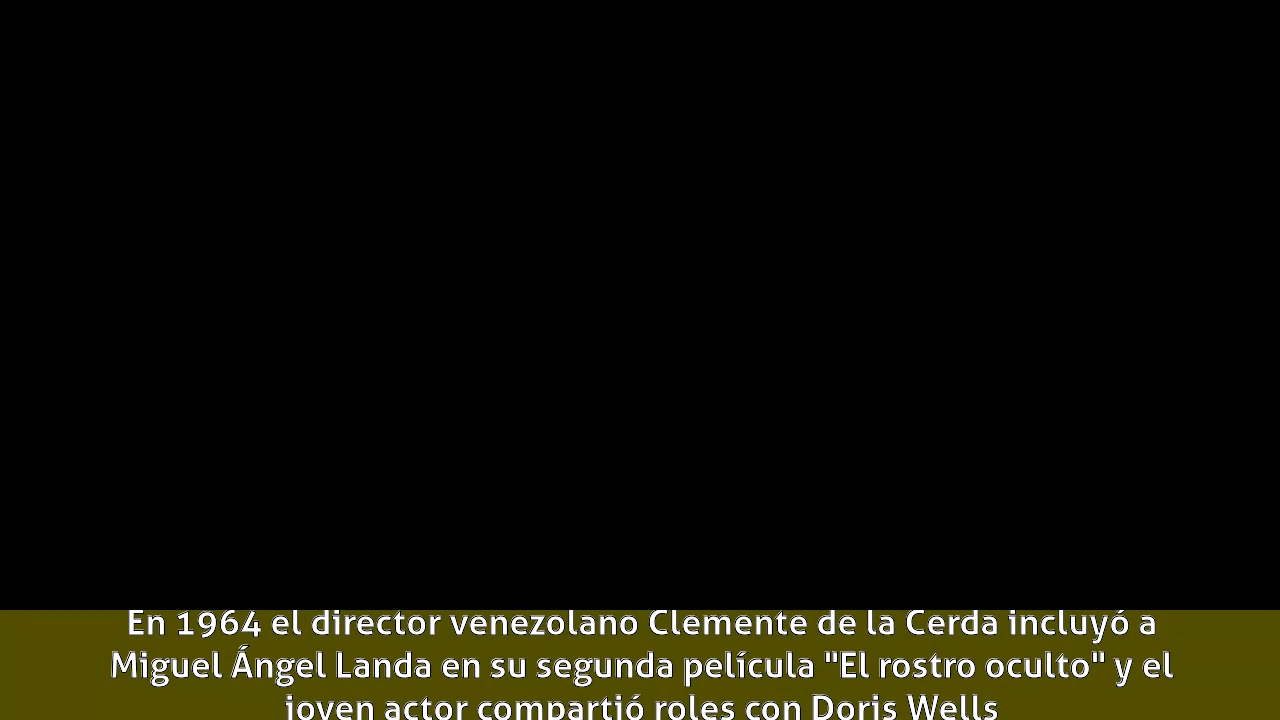 En 1964 el director venezolano Clemente de la Cerda incluyó a
Miguel Ángel Landa en su segunda película "El rostro oculto" y el
joven actor compartió roles con Doris Wells